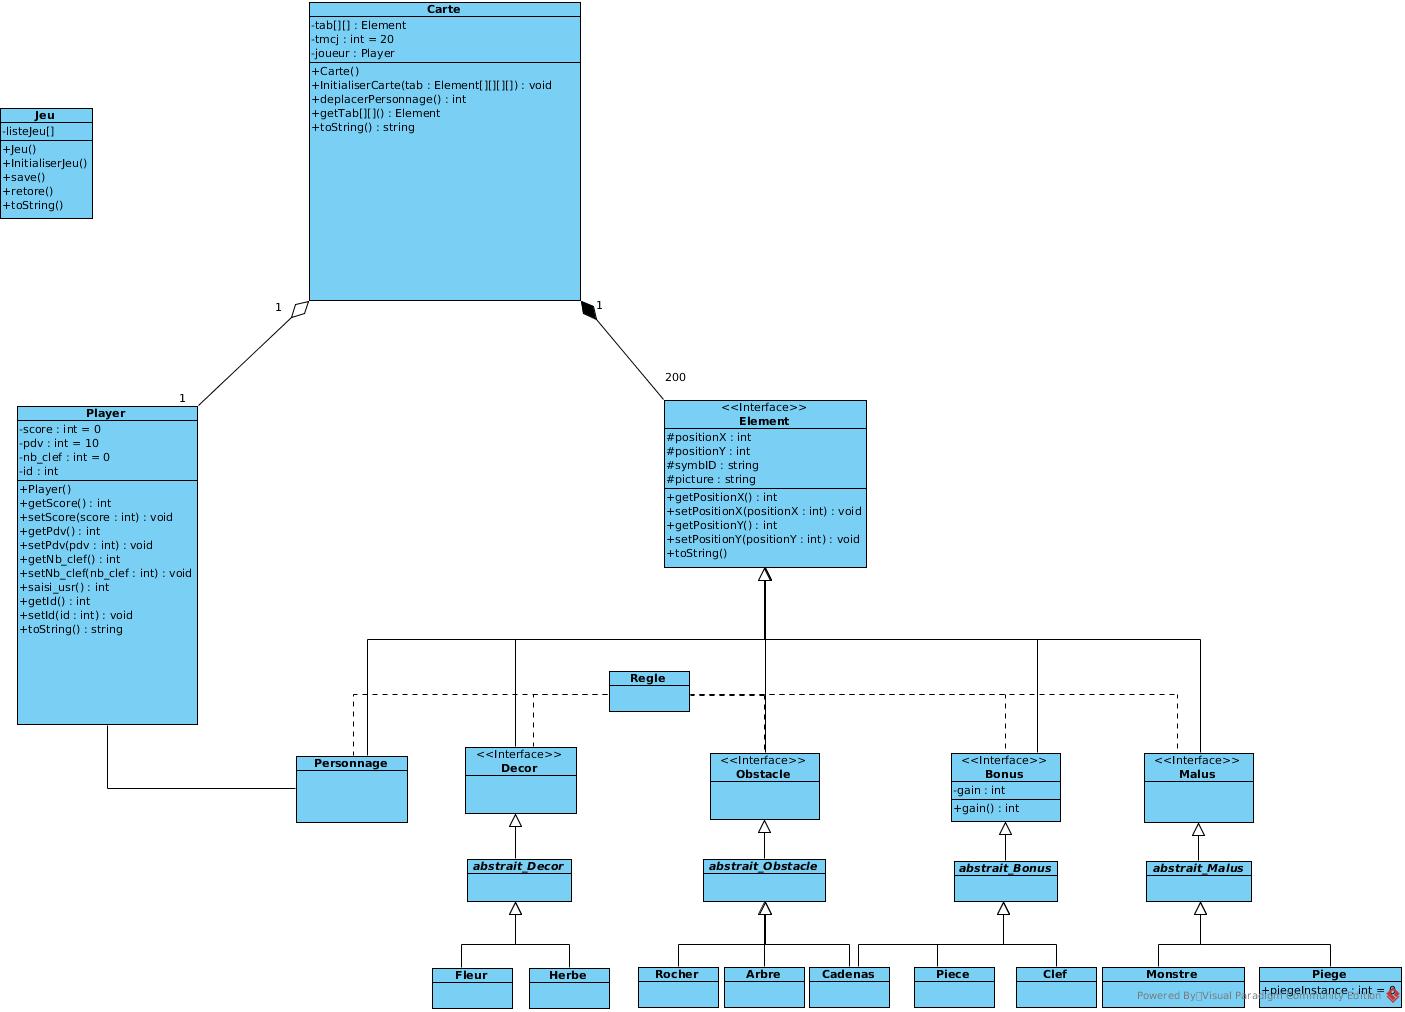 Carte
-tab[][] : Element
-tmcj : int = 20
-joueur : Player
+Carte()
+InitialiserCarte(tab : Element[][][][]) : void
+deplacerPersonnage() : int
+getTab[][]() : Element
+toString() : string
Jeu
-listeJeu[]
+Jeu()
+InitialiserJeu()
+save()
+retore()
+toString()
1
1
200
1
Player
-score : int = 0
-pdv : int = 10
-nb_clef : int = 0
-id : int
+Player()
+getScore() : int
+setScore(score : int) : void
+getPdv() : int
+setPdv(pdv : int) : void
+getNb_clef() : int
+setNb_clef(nb_clef : int) : void
+saisi_usr() : int
+getId() : int
+setId(id : int) : void
+toString() : string
<<Interface>>
Element
#positionX : int
#positionY : int
#symbID : string
#picture : string
+getPositionX() : int
+setPositionX(positionX : int) : void
+getPositionY() : int
+setPositionY(positionY : int) : void
+toString()
Regle
Personnage
<<Interface>>
Decor
<<Interface>>
Obstacle
<<Interface>>
Bonus
-gain : int
+gain() : int
<<Interface>>
Malus
abstrait_Decor
abstrait_Obstacle
abstrait_Bonus
abstrait_Malus
Fleur
Herbe
Rocher
Arbre
Cadenas
Piece
Clef
Monstre
Piege
+piegeInstance : int = 0
Powered By Visual Paradigm Community Edition